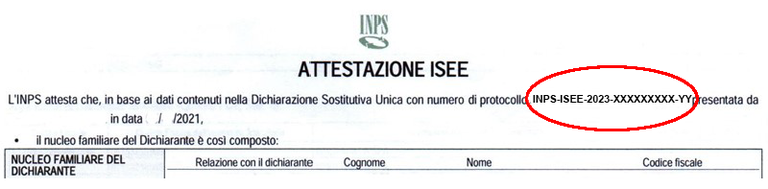 INPS
ATTESTAZIONE ISEE
L'INPS attesta che, in base ai dati contenuti nella Dichiarazione Sostitutiva Unica con numero di protocollo INPS-ISEE-2023-XXXXXXXXX-YY presentata da
in data / /2021,
• il nucleo familiare del Dichiarante è così composto:
NUCLEO FAMILIARE DEL DICHIARANTE Relazione con il dichiarante Cognome Nome Codice fiscale